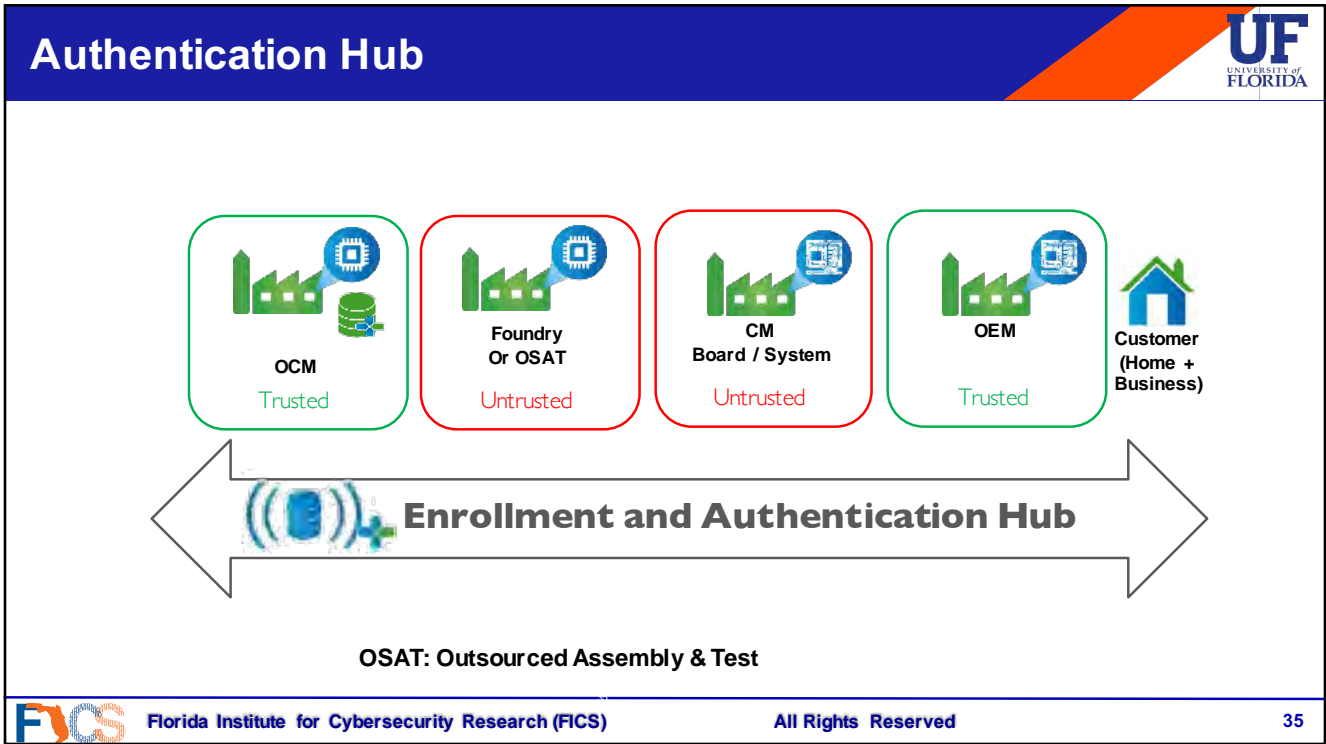 Authentication Hub
UF
UNIVERSITY of
FLORIDA
OCM
Trusted
Foundry
Or OSAT
Untrusted
CM
Board / System
Untrusted
OEM
Trusted
Customer
(Home +
Business)
Enrollment and Authentication Hub
OSAT: Outsourced Assembly & Test
FICS
Florida Institute for Cybersecurity Research (FICS)
All Rights Reserved
35